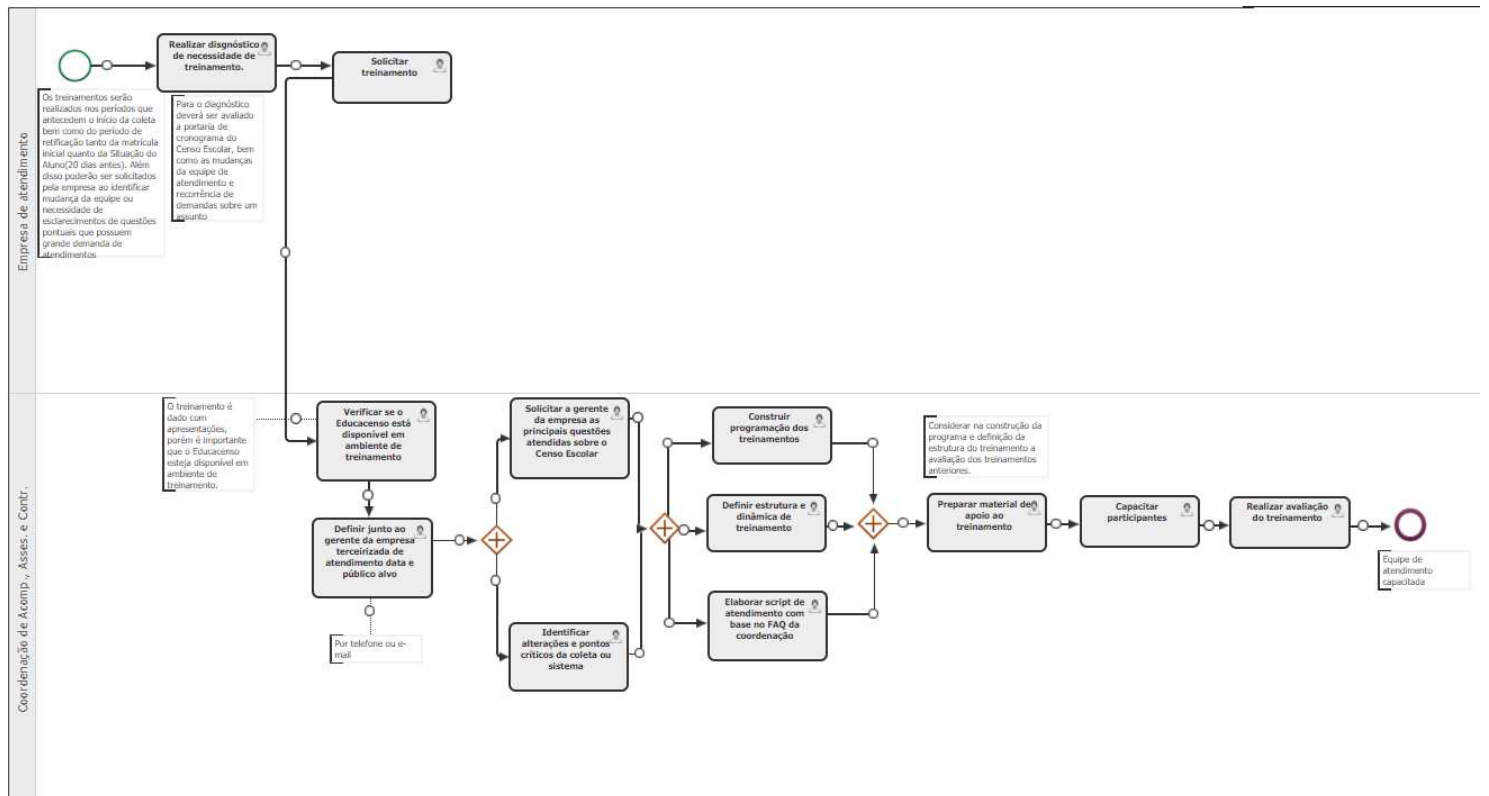 Empresa de atendimento
Realizar disgnóstico
de necessidade de
treinamento.
Solicitar
treinamento
Os treinamentos serão
realizados nos períodos que
antecedem o início da coleta
bem como do período de
retificação tanto da matrícula
inicial quanto da Situação do
Aluno(20 dias antes). Além
disso poderão ser solicitados
pela empresa ao identificar
mudança da equipe ou
necessidade de
esclarecimentos de questões
pontuais que possuem
grande demanda de
atendimentos
Para o diagnóstico
deverá ser avaliado
a portaria de
cronograma do
Censo Escolar, bem
como as mudanças
da equipe de
atendimento e
recorrência de
demandas sobre um
assunto
Coordenação de Acomp., Asses. e Contr.
O treinamento é
dado com
apresentações,
porém é importante
que o Educacenso
esteja disponível em
ambiente de
treinamento.
Verificar se o
Educacenso está
disponível em
ambiente de
treinamento
Definir junto ao
gerente da empresa
terceirizada de
atendimento data e
público alvo
Por telefone ou e-
mail
Solicitar a gerente
da empresa as
principais questões
atendidas sobre o
Censo Escolar
Identificar
alterações e pontos
críticos da coleta ou
sistema
Construir
programação dos
treinamentos
Definir estrutura e
dinâmica de
treinamento
Elaborar script de
atendimento com
base no FAQ da
coordenação
Considerar na construção da
programa e definição da
estrutura do treinamento a
avaliação dos treinamentos
anteriores.
Preparar material de
apoio ao
treinamento
Capacitar
participantes
Realizar avaliação
do treinamento
Equipe de
atendimento
capacitada